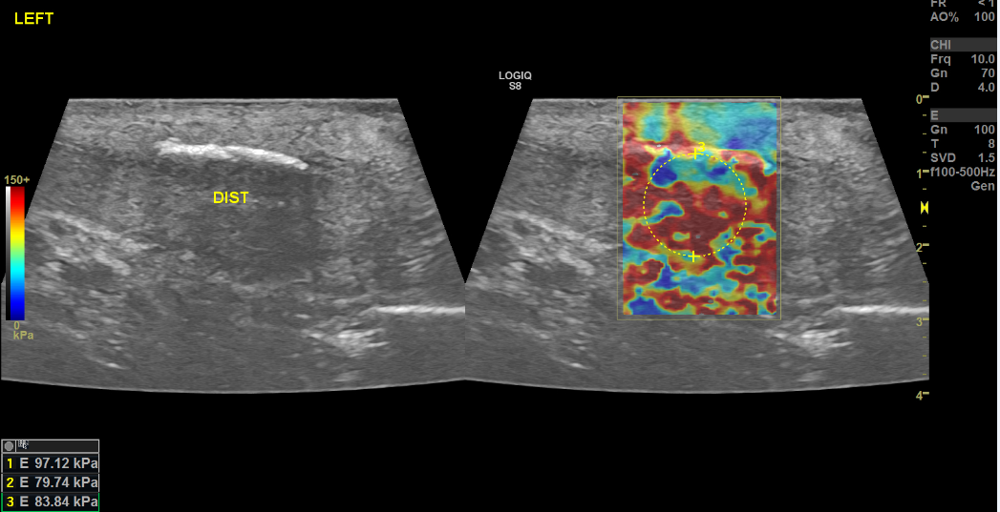 LEFT
FR <1
AO% 100
CHI
Frq 10.0
Gn 70
D 4.0
E
Gn 100
T 8
SVD 1.5
f100-500Hz
Gen
LOGIQ
S8
0
1
2
3
4
150+
0
kPa
DIST
2
1 E 97.12 kPa
2 E 79.74 kPa
3 E 83.84 kPa